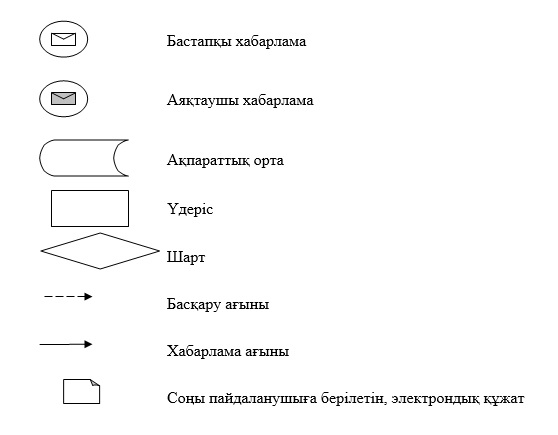 Бастапқы хабарлама
Аяқтаушы хабарлама
Ақпараттық орта
Үдеріс
Шарт
Басқару ағыны
Хабарлама ағыны
Соңы пайдаланушыға берілетін, электрондық құжат